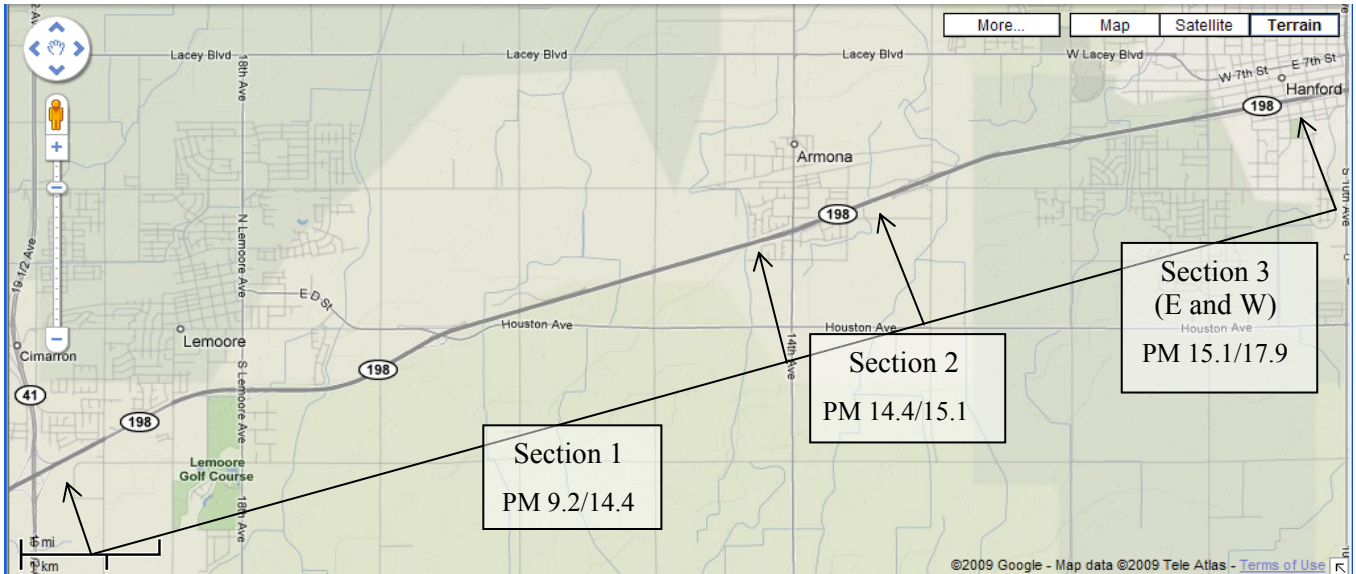 More...
Map
Satellite
Terrain
Lacey Blvd
Lacey Blvd
Lacey Blvd
W Lacey Blvd
W 7th St
E 7th St
Hanford
198
18th Ave
Armona
198
S 10th Ave
19 1/2 Ave
N Lemoore Ave
E D St
Houston Ave
Houston Ave
Houston Ave
Cimarron
Lemoore
14th Ave
198
41
198
S Lemoore Ave
Lemoore
Golf Course
18th Ave
Section 1
PM 9.2/14.4
Section 2
PM 14.4/15.1
Section 3
(E and W)
PM 15.1/17.9
mi
km
©2009 Google - Map data ©2009 Tele Atlas - Terms of Use